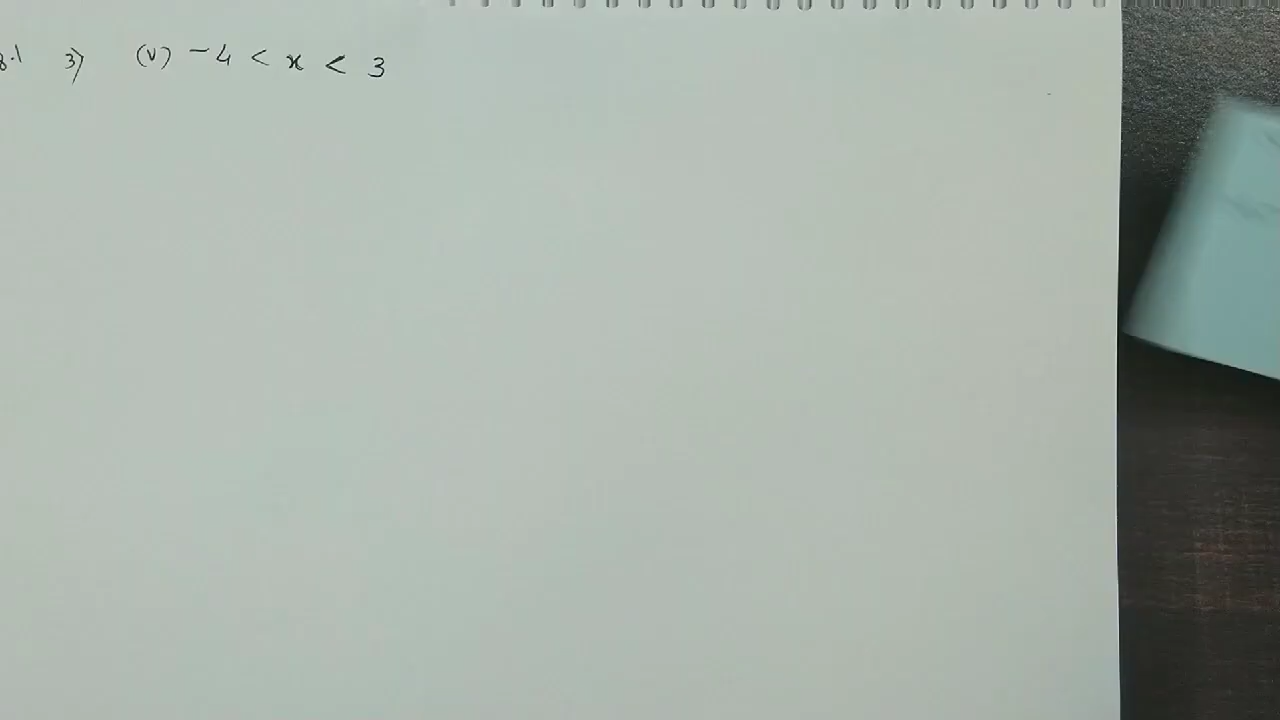 3) (v) -4 < x < 3